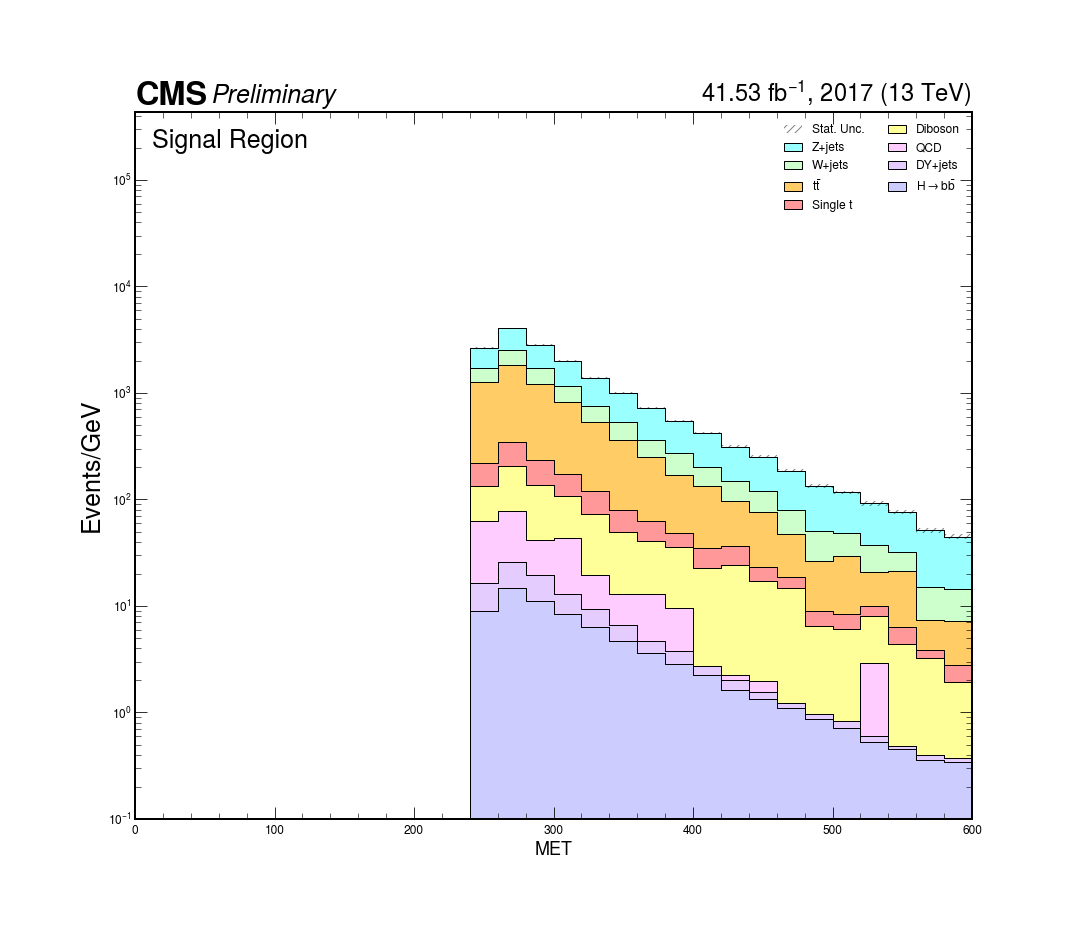 CMS Preliminary
41.53 fb⁻¹, 2017 (13 TeV)
Signal Region
Stat. Unc.
Z+jets
W+jets
tt̄
Single t
Diboson
QCD
DY+jets
H→bb̄
Events/GeV
10⁵
10⁴
10³
10²
10¹
10⁰
10⁻¹
0 100 200 300 400 500 600
MET